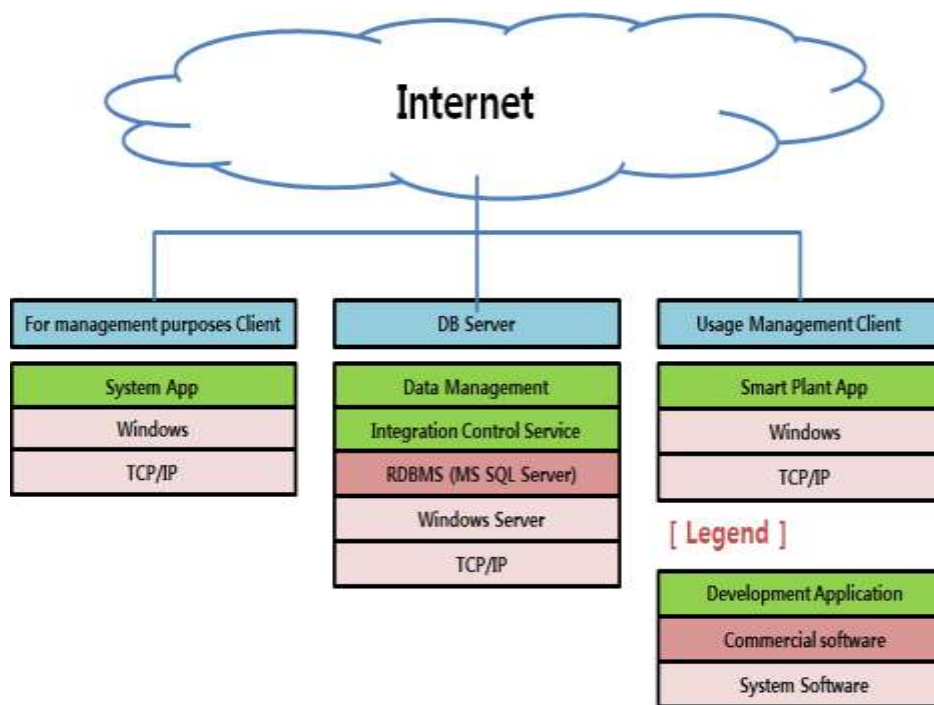 Internet
For management purposes Client
System App
Windows
TCP/IP
DB Server
Data Management
Integration Control Service
RDBMS (MS SQL Server)
Windows Server
TCP/IP
Usage Management Client
Smart Plant App
Windows
TCP/IP
[ Legend ]
Development Application
Commercial software
System Software